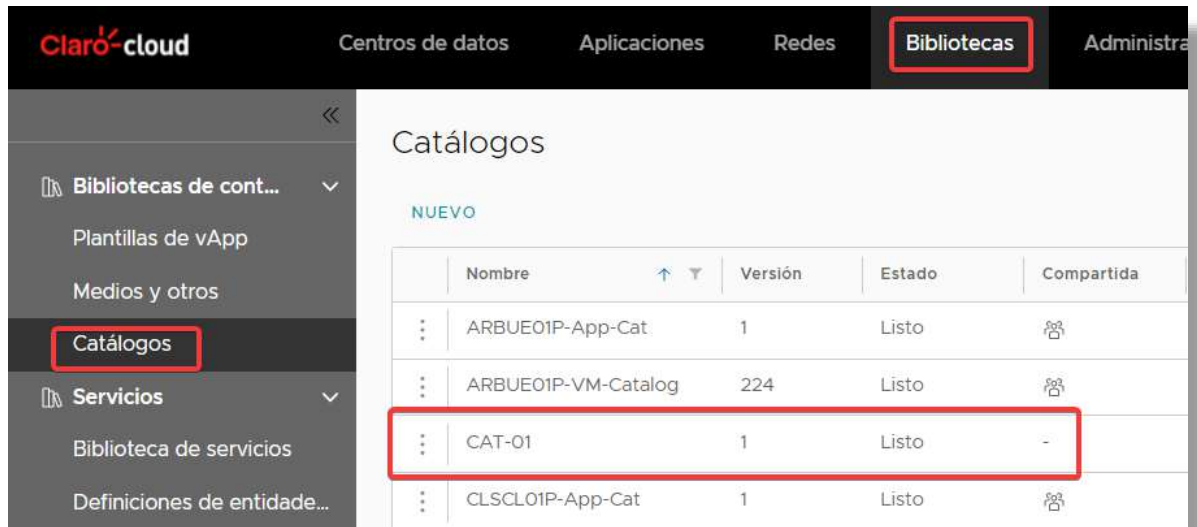 Claro-cloud Centros de datos Aplicaciones Redes Bibliotecas Administra
Catálogos
Bibliotecas de cont...
NUEVO
Plantillas de vApp
Nombre Versión Estado Compartida
Medios y otros
ARBUE01P-App-Cat 1 Listo
Catálogos
ARBUE01P-VM-Catalog 224 Listo
Servicios
CAT-01 1 Listo -
Biblioteca de servicios
CLSCL01P-App-Cat 1 Listo
Definiciones de entidade...